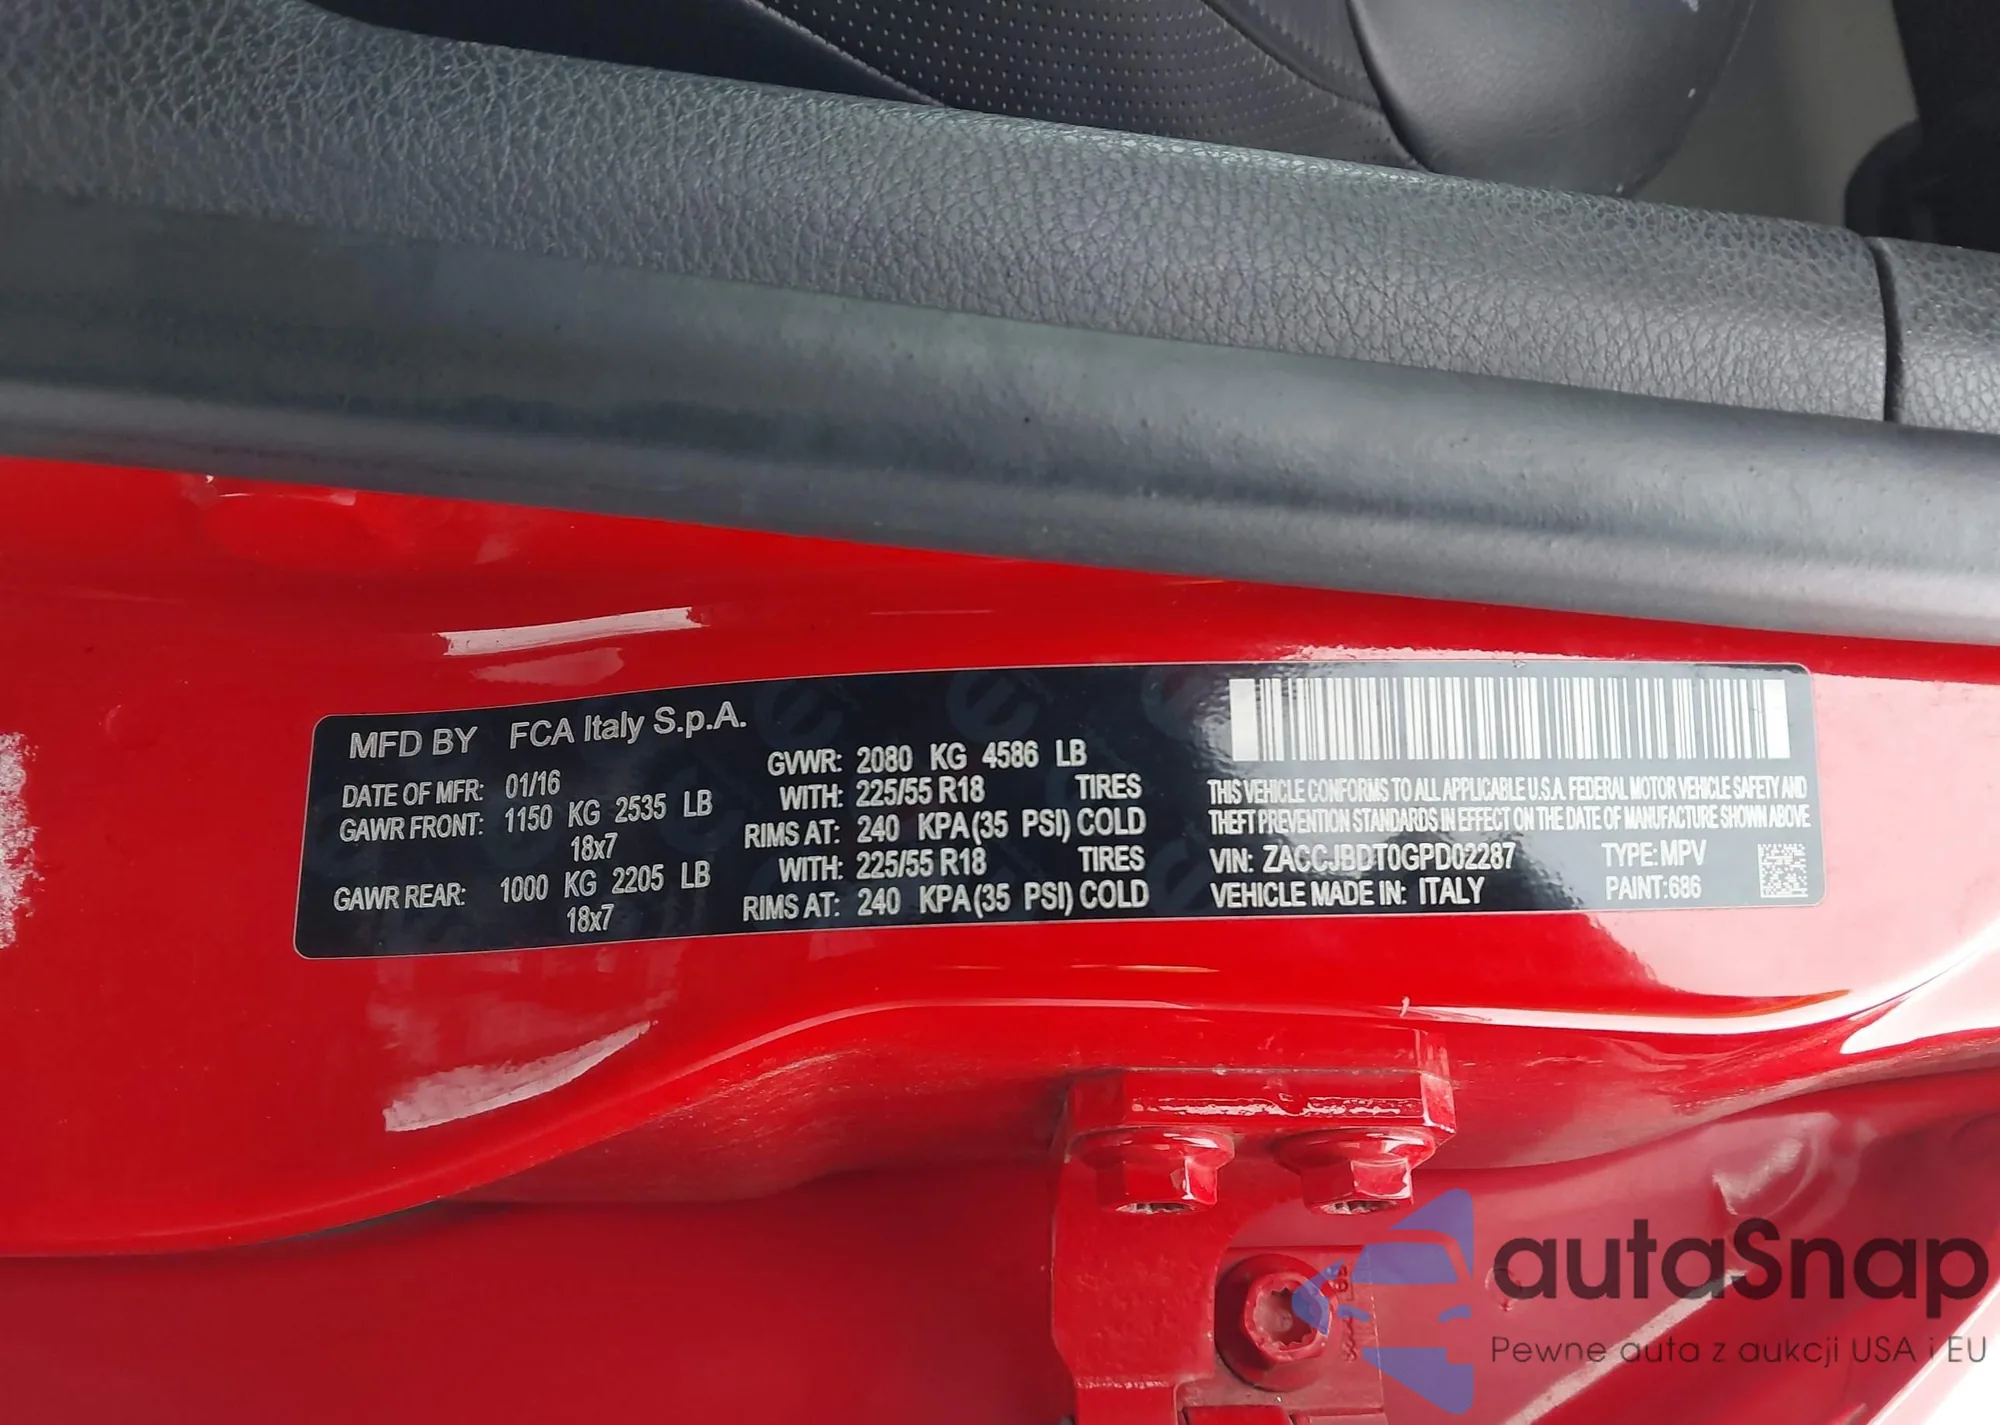 MFD BY FCA Italy S.p.A.
DATE OF MFR: 01/16 GVWR: 2080 KG 4586 LB
GAWR FRONT: 1150 KG 2535 LB WITH: 225/55 R18 TIRES
18x7 RIMS AT: 240 KPA(35 PSI) COLD
GAWR REAR: 1000 KG 2205 LB WITH: 225/55 R18 TIRES
18x7 RIMS AT: 240 KPA(35 PSI) COLD
THIS VEHICLE CONFORMS TO ALL APPLICABLE U.S.A. FEDERAL MOTOR VEHICLE SAFETY AND
THEFT PREVENTION STANDARDS IN EFFECT ON THE DATE OF MANUFACTURE SHOWN ABOVE
VIN: ZACCJBDT0GPD02287 TYPE: MPV
VEHICLE MADE IN: ITALY PAINT: 686
autaSnap
Pewne auta z aukcji USA i EU